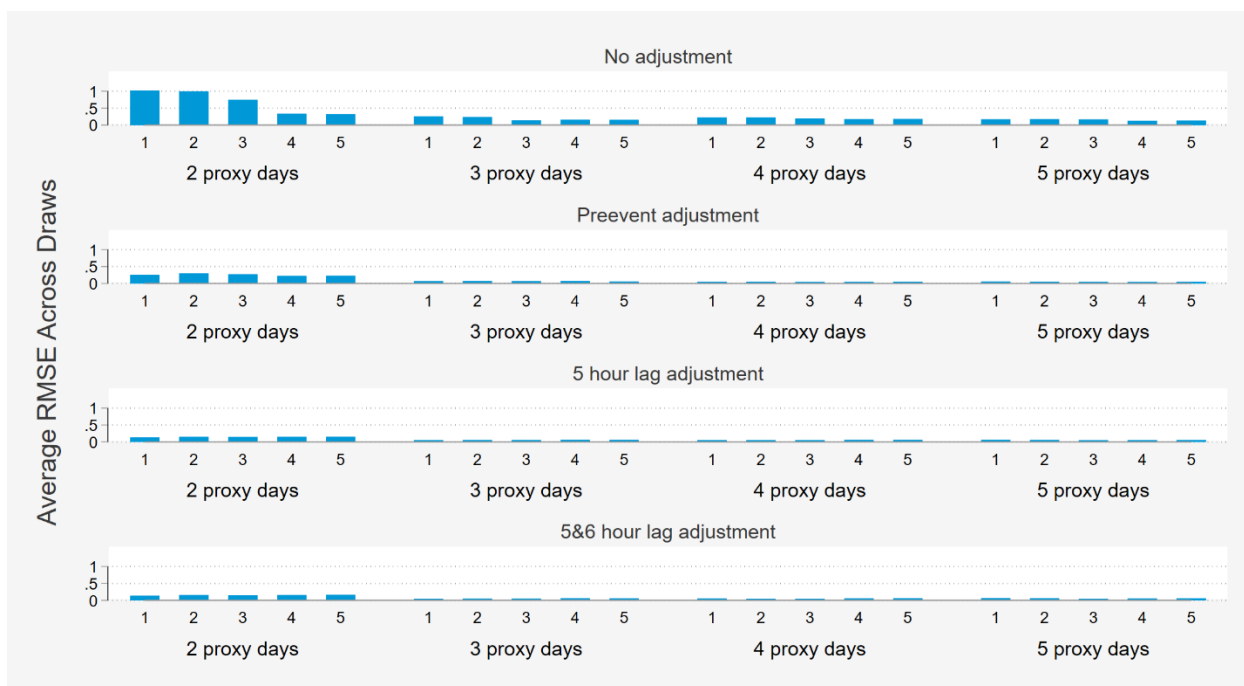 Average RMSE Across Draws
No adjustment
1
.5
0
1 2 3 4 5 1 2 3 4 5 1 2 3 4 5 1 2 3 4 5
2 proxy days 3 proxy days 4 proxy days 5 proxy days
Preevent adjustment
1
.5
0
1 2 3 4 5 1 2 3 4 5 1 2 3 4 5 1 2 3 4 5
2 proxy days 3 proxy days 4 proxy days 5 proxy days
5 hour lag adjustment
1
.5
0
1 2 3 4 5 1 2 3 4 5 1 2 3 4 5 1 2 3 4 5
2 proxy days 3 proxy days 4 proxy days 5 proxy days
5&6 hour lag adjustment
1
.5
0
1 2 3 4 5 1 2 3 4 5 1 2 3 4 5 1 2 3 4 5
2 proxy days 3 proxy days 4 proxy days 5 proxy days